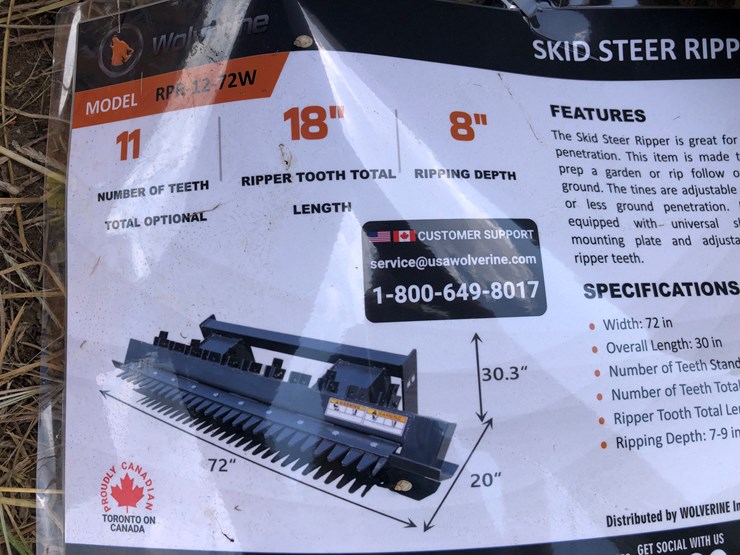 Wolverine
SKID STEER RIPP
MODEL RPR-12-72W
11
NUMBER OF TEETH
TOTAL OPTIONAL
18"
RIPPER TOOTH TOTAL
LENGTH
8"
RIPPING DEPTH
FEATURES
The Skid Steer Ripper is great for
penetration. This item is made t
prep a garden or rip follow o
ground. The tines are adjustable
or less ground penetration.
equipped with universal s
mounting plate and adjusta
ripper teeth.
CUSTOMER SUPPORT
service@usawolverine.com
1-800-649-8017
SPECIFICATIONS
• Width: 72 in
• Overall Length: 30 in
• Number of Teeth Stand
• Number of Teeth Total
• Ripper Tooth Total Le
• Ripping Depth: 7-9 in
30.3"
72"
20"
PROUDLY CANADIAN
TORONTO ON
CANADA
Distributed by WOLVERINE In
GET SOCIAL WITH US